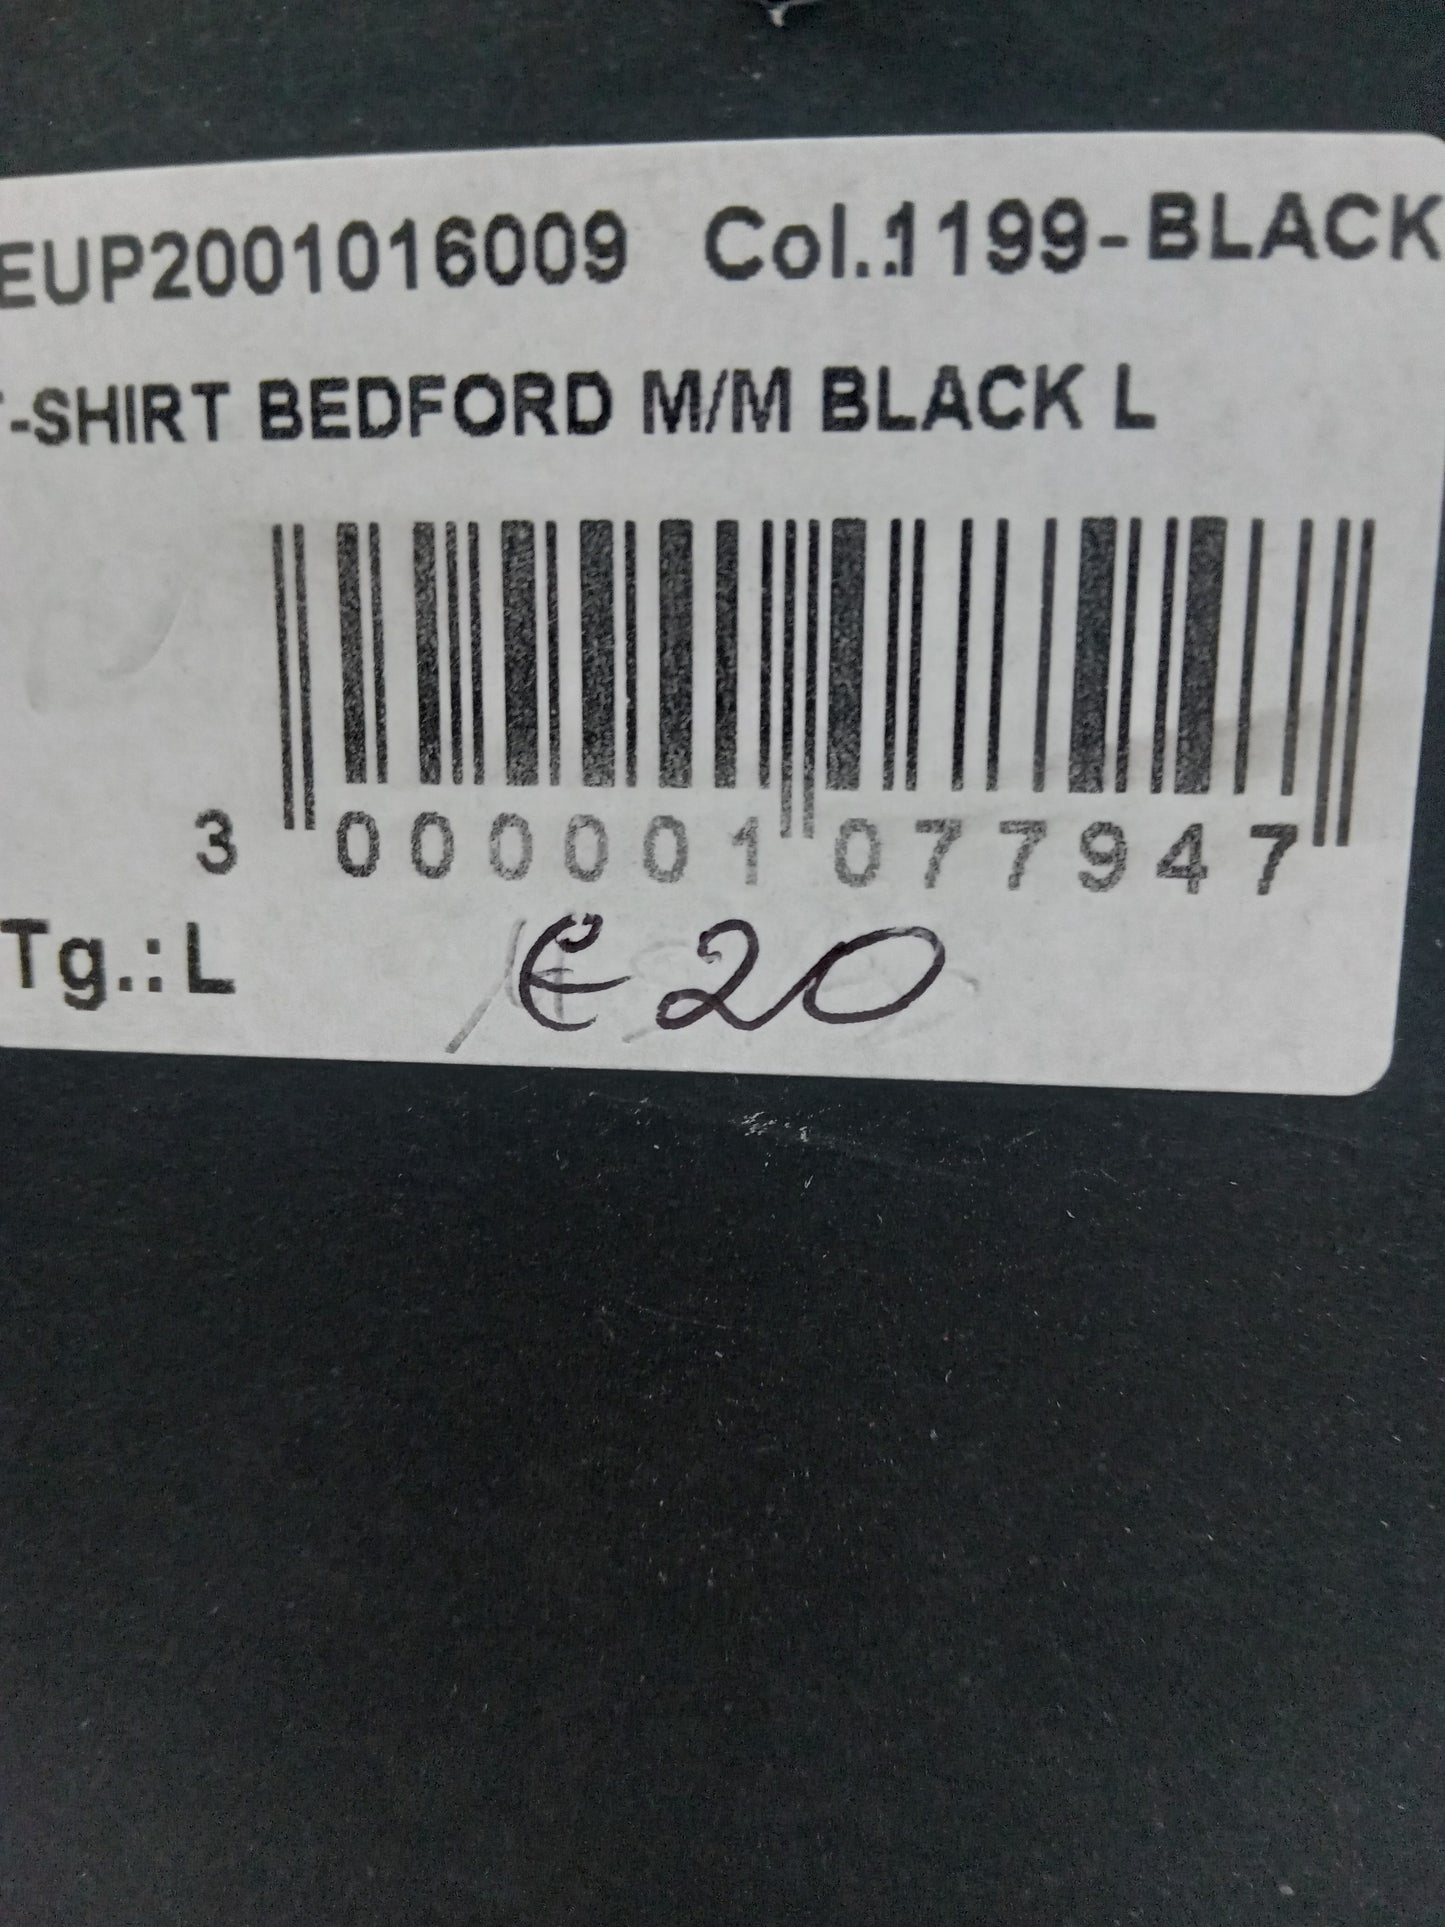 EUP2001016009 Col.:1199-BLACK
T-SHIRT BEDFORD M/M BLACK L
3 000001 077947
Tg.: L € 20